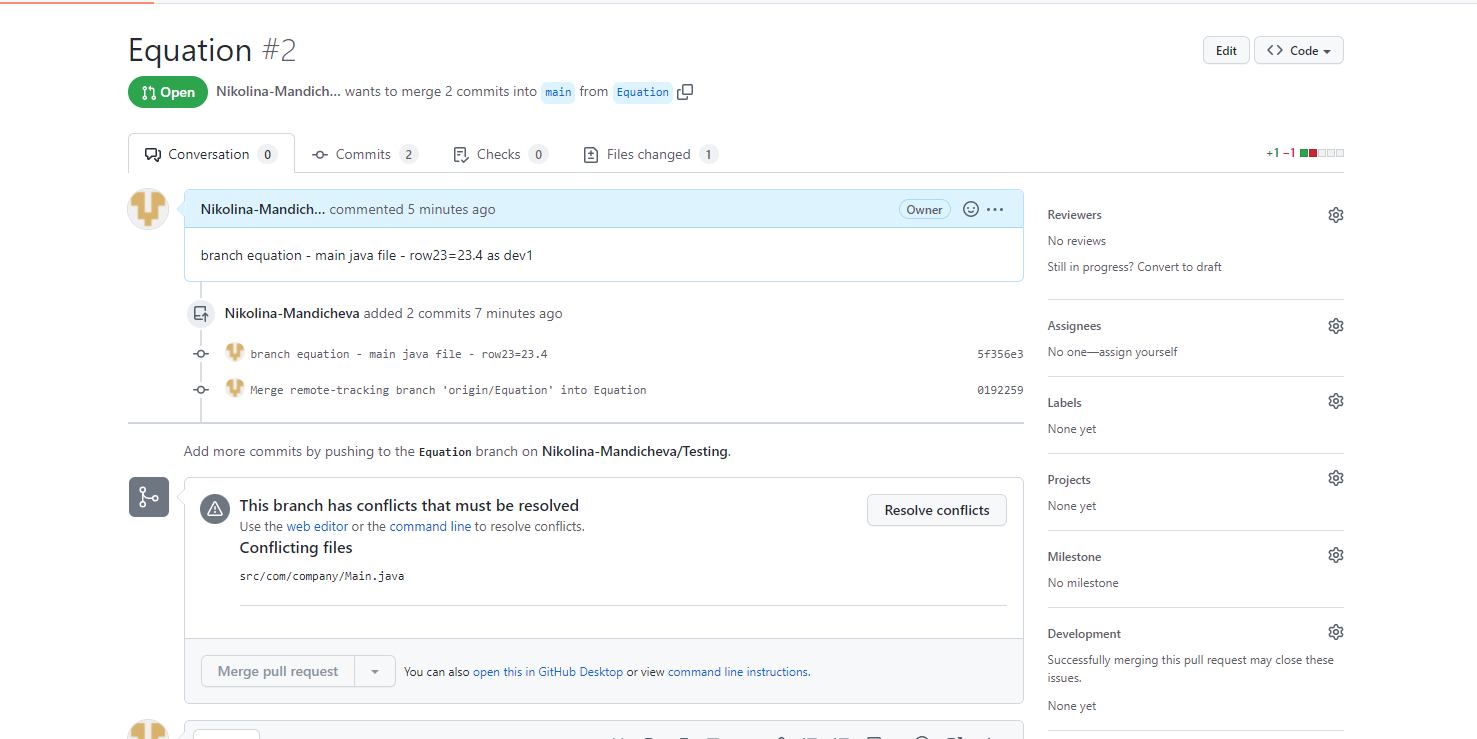 Equation #2
Edit
Code
Open
Nikolina-Mandich... wants to merge 2 commits into main from Equation
Conversation 0
Commits 2
Checks 0
Files changed 1
+1 −1
Nikolina-Mandich... commented 5 minutes ago
Owner
branch equation - main java file - row23=23.4 as dev1
Nikolina-Mandicheva added 2 commits 7 minutes ago
branch equation - main java file - row23=23.4 5f356e3
Merge remote-tracking branch 'origin/Equation' into Equation 0192259
Add more commits by pushing to the Equation branch on Nikolina-Mandicheva/Testing.
This branch has conflicts that must be resolved
Use the web editor or the command line to resolve conflicts.
Resolve conflicts
Conflicting files
src/com/company/Main.java
Merge pull request
You can also open this in GitHub Desktop or view command line instructions.
Reviewers
No reviews
Still in progress? Convert to draft
Assignees
No one—assign yourself
Labels
None yet
Projects
None yet
Milestone
No milestone
Development
Successfully merging this pull request may close these
issues.
None yet